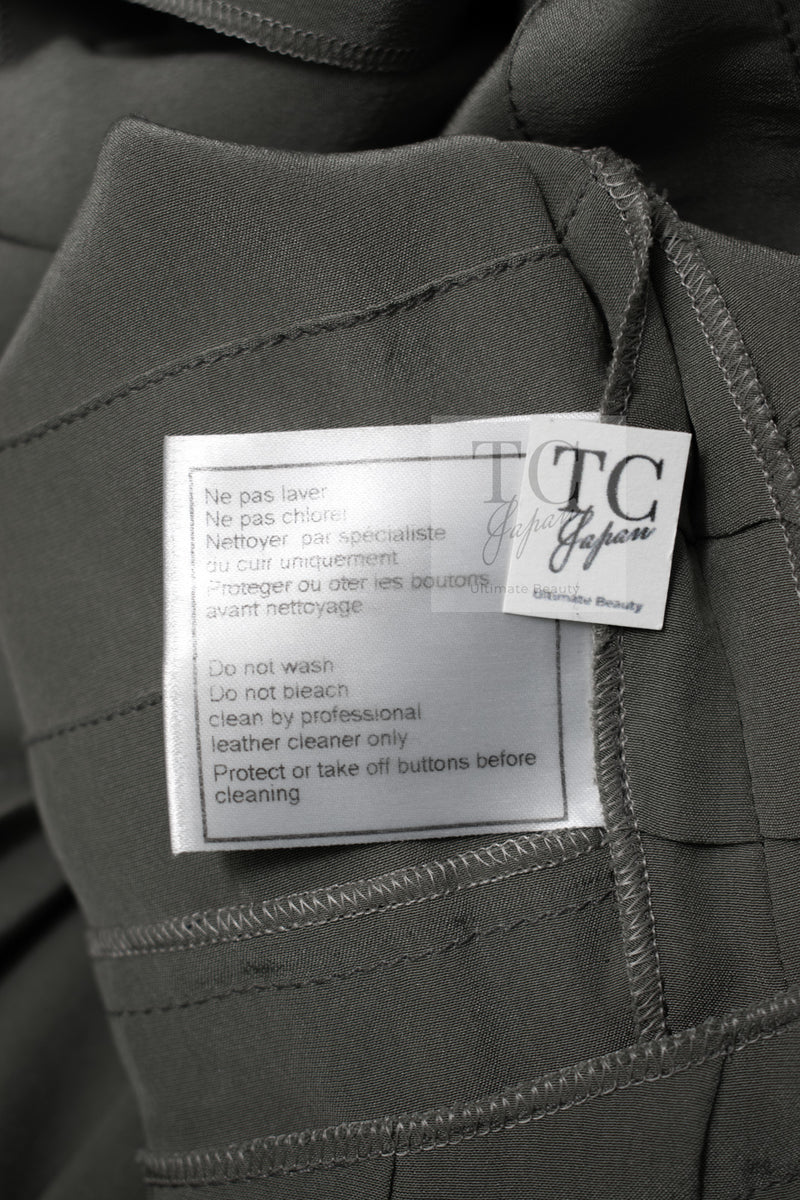 Ne pas laver
Ne pas chlorer
Nettoyer par spécialiste
du cuir uniquement
Proteger ou oter les boutons
avant nettoyage
Do not wash
Do not bleach
clean by professional
leather cleaner only
Protect or take off buttons before
cleaning
TC
Japan
Ultimate Beauty
TC
Japan
Ultimate Beauty